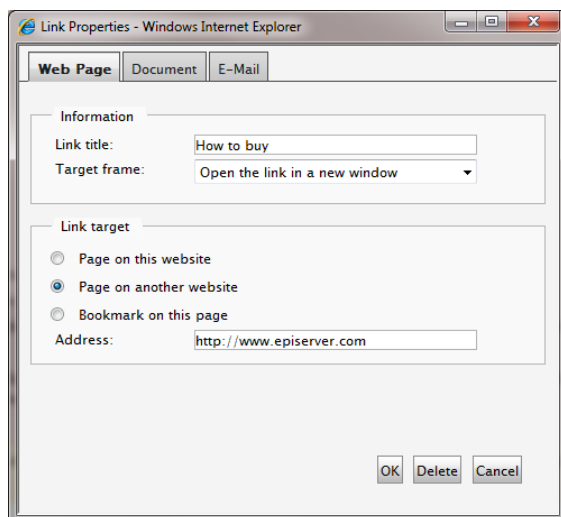 Link Properties - Windows Internet Explorer
Web Page Document E-Mail
Information
Link title: How to buy
Target frame: Open the link in a new window
Link target
Page on this website
Page on another website
Bookmark on this page
Address: http://www.episerver.com
OK Delete Cancel